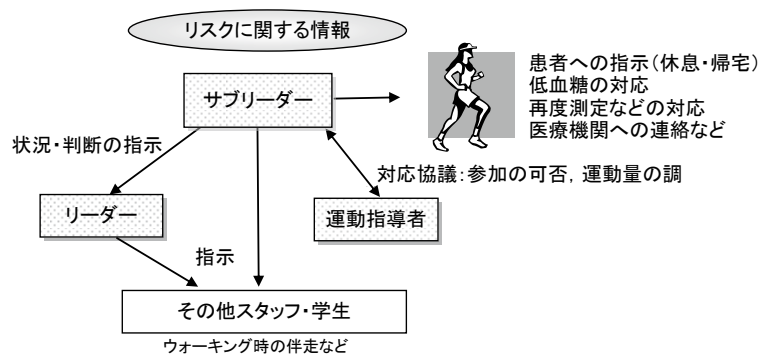 リスクに関する情報
サブリーダー
患者への指示（休息・帰宅）
低血糖の対応
再度測定などの対応
医療機関への連絡など
状況・判断の指示
対応協議：参加の可否，運動量の調
リーダー
運動指導者
指示
その他スタッフ・学生
ウォーキング時の伴走など